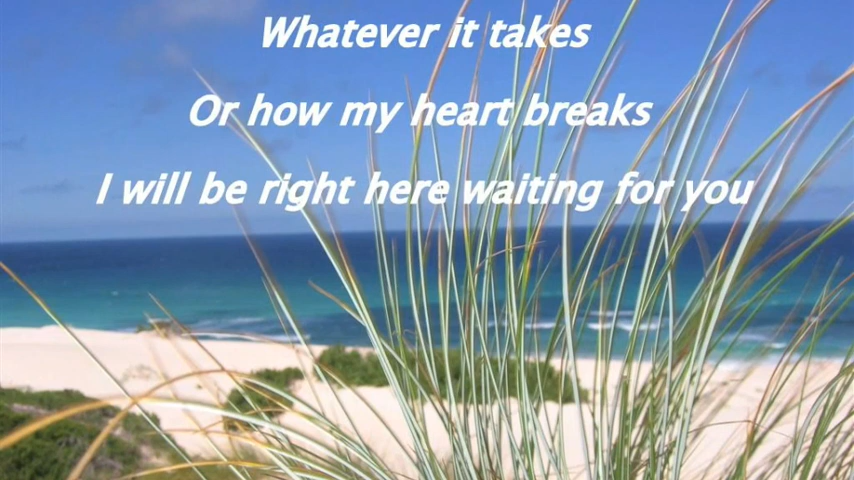 Whatever it takes
Or how my heart breaks
I will be right here waiting for you